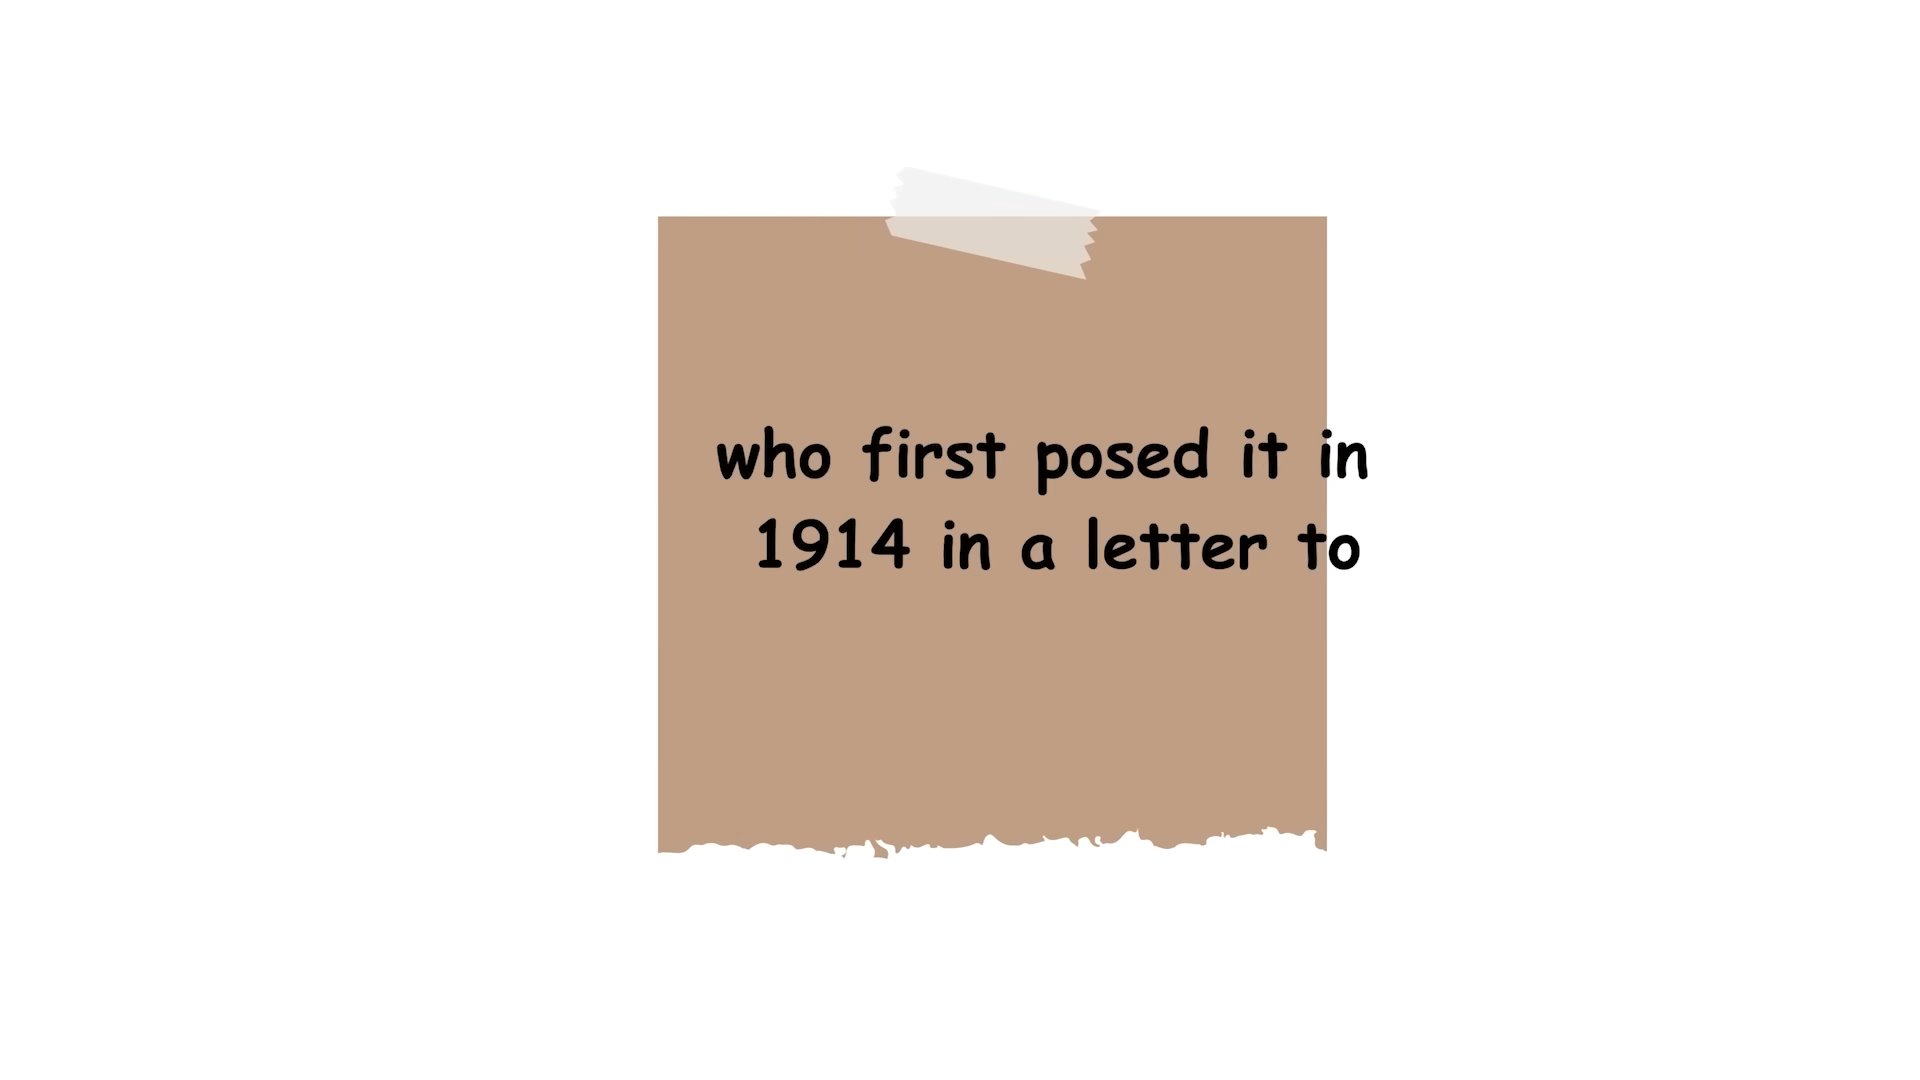 who first posed it in
1914 in a letter to